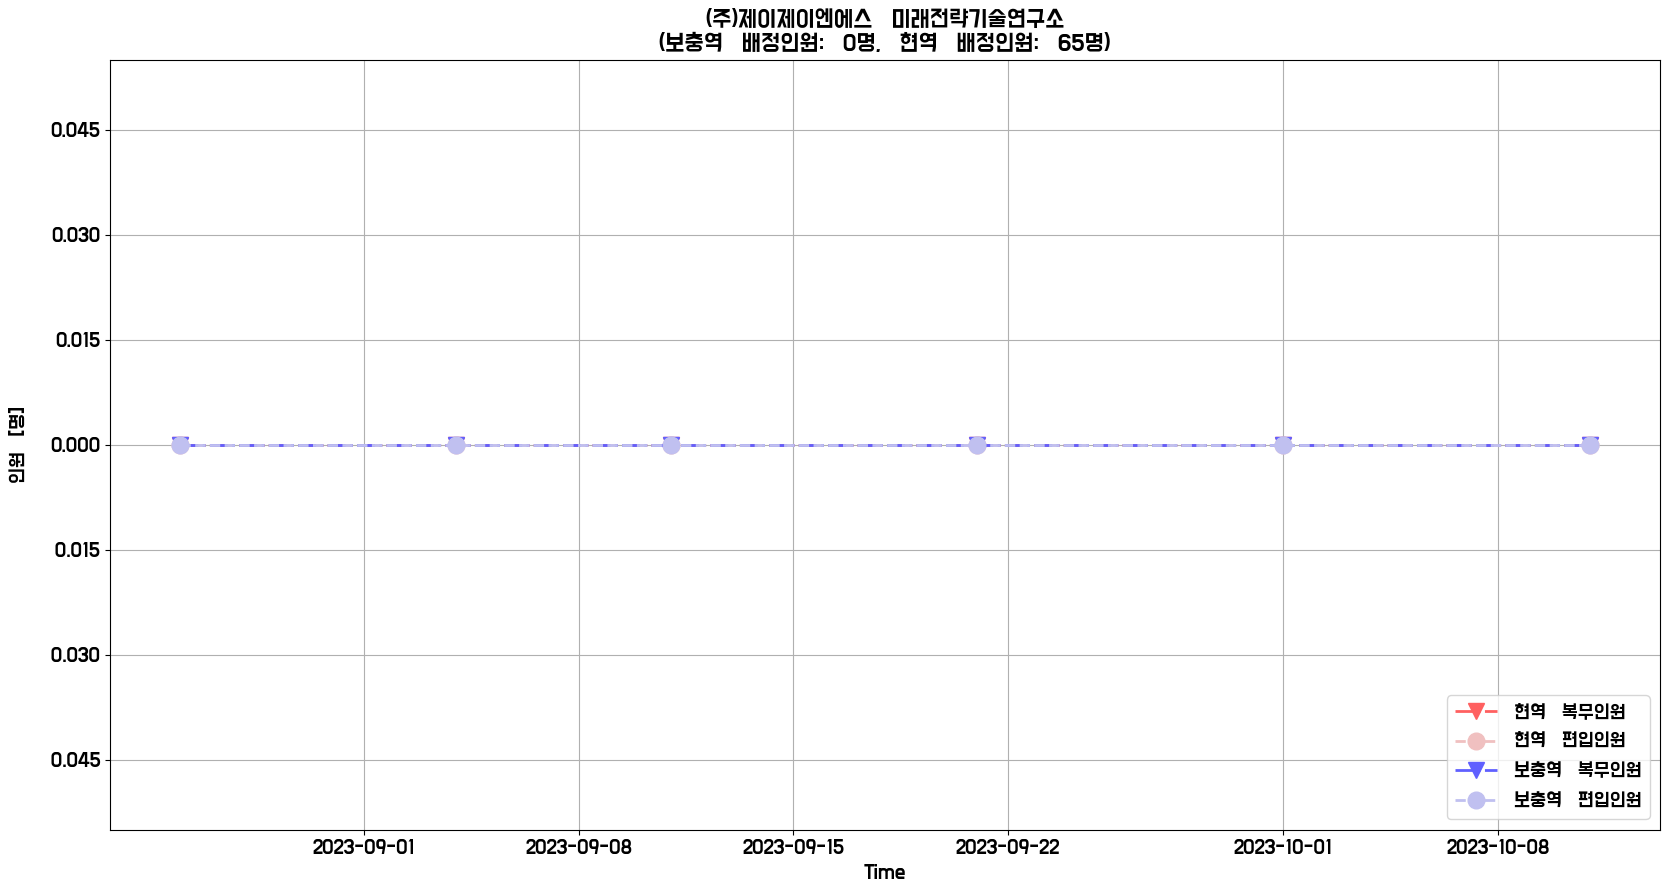 (주)제이제이엔에스 미래전략기술연구소
(보충역 배정인원: 0명, 현역 배정인원: 65명)
0.045
0.030
0.015
0.000
0.015
0.030
0.045
인원 [명]
현역 복무인원
현역 편입인원
보충역 복무인원
보충역 편입인원
2023-09-01 2023-09-08 2023-09-15 2023-09-22 2023-10-01 2023-10-08
Time